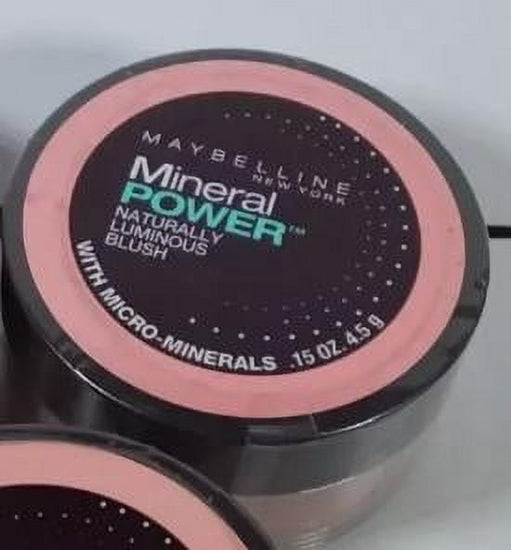 MAYBELLINE
NEW YORK
Mineral
POWER™
NATURALLY
LUMINOUS
BLUSH
WITH MICRO-MINERALS .15 OZ. 4.5 g